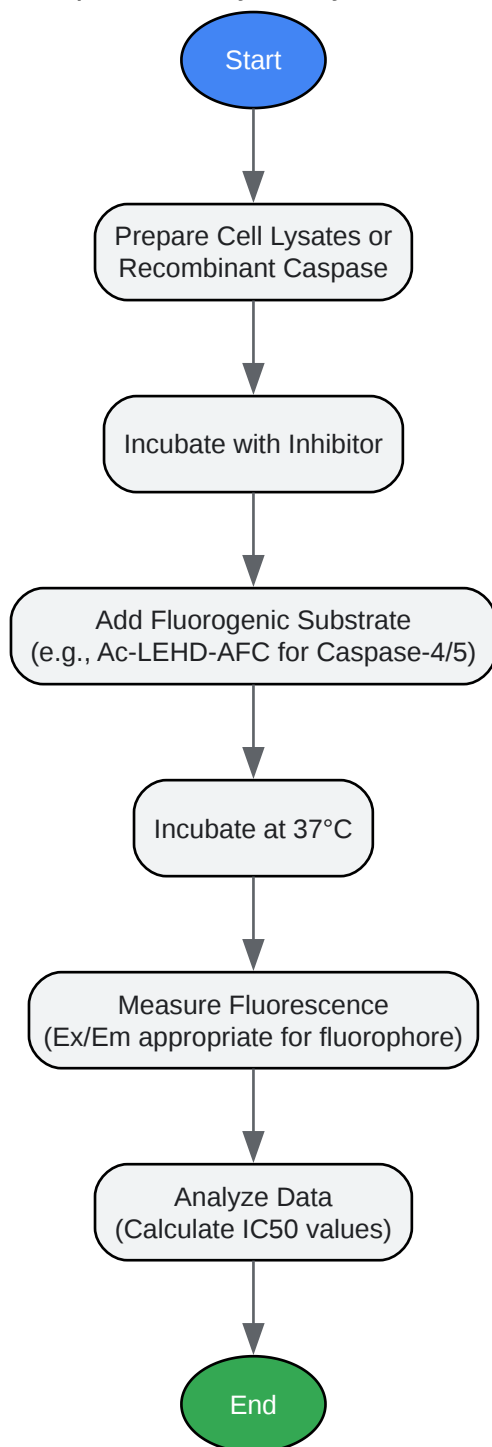 Start
Prepare Cell Lysates or
Recombinant Caspase
Incubate with Inhibitor
Add Fluorogenic Substrate
(e.g., Ac-LEHD-AFC for Caspase-4/5)
Incubate at 37°C
Measure Fluorescence
(Ex/Em appropriate for fluorophore)
Analyze Data
(Calculate IC50 values)
End